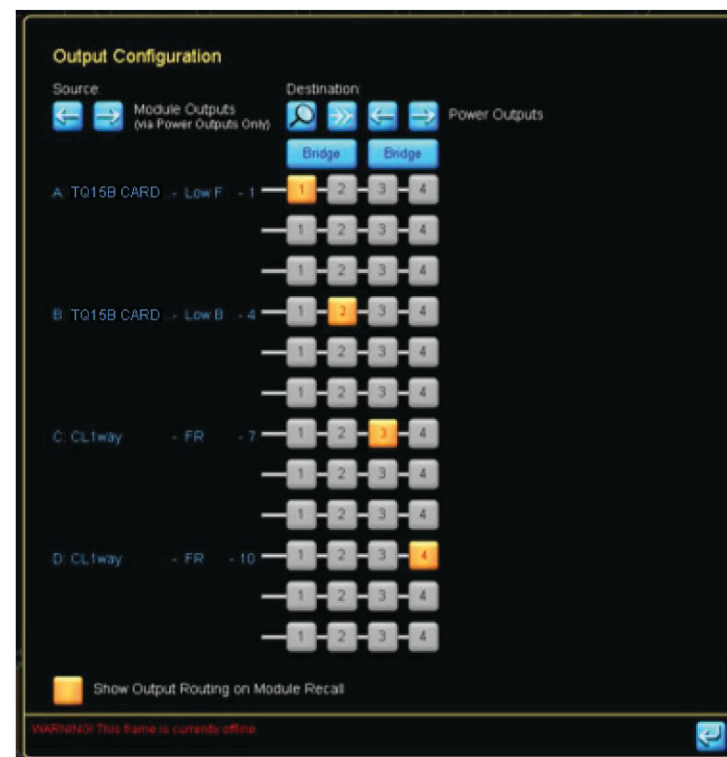 Output Configuration
Source: Destination:
Module Outputs
(via Power Outputs Only)
Power Outputs
Bridge Bridge
A: TQ15B CARD - Low F - 1 1 2 3 4
1 2 3 4
1 2 3 4
B: TQ15B CARD - Low B - 4 1 2 3 4
1 2 3 4
1 2 3 4
C: CL1way - FR - 7 1 2 3 4
1 2 3 4
1 2 3 4
D: CL1way - FR - 10 1 2 3 4
1 2 3 4
1 2 3 4
Show Output Routing on Module Recall
WARNING! This frame is currently offline.